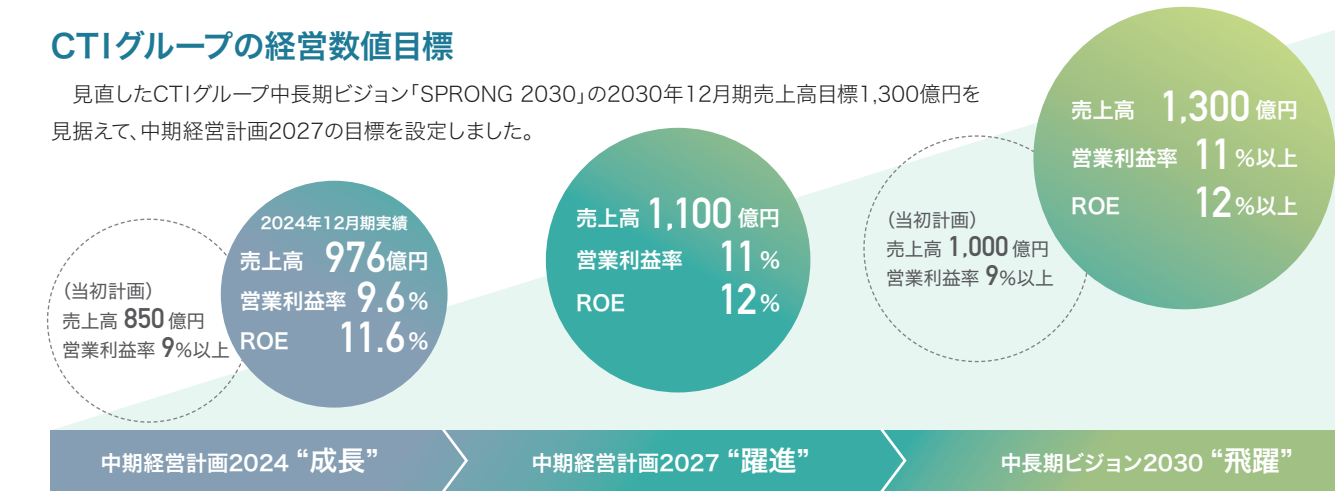 CTIグループの経営数値目標
見直したCTIグループ中長期ビジョン「SPRONG 2030」の2030年12月期売上高目標1,300億円を
見据えて、中期経営計画2027の目標を設定しました。
（当初計画）
売上高 850 億円
営業利益率 9%以上
2024年12月期実績
売上高 976億円
営業利益率 9.6%
ROE 11.6%
売上高 1,100 億円
営業利益率 11%
ROE 12%
（当初計画）
売上高 1,000 億円
営業利益率 9%以上
売上高 1,300 億円
営業利益率 11%以上
ROE 12%以上
中期経営計画2024 “成長”
中期経営計画2027 “躍進”
中長期ビジョン2030 “飛躍”